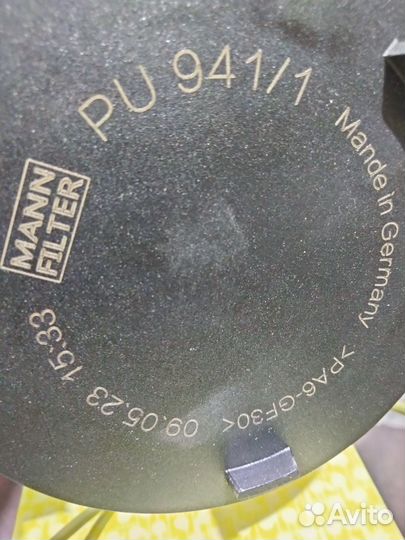 PU 941/1
MANN
FILTER
Mande in Germany
>PA6-GF30<
09.05.23 15:33
Avito